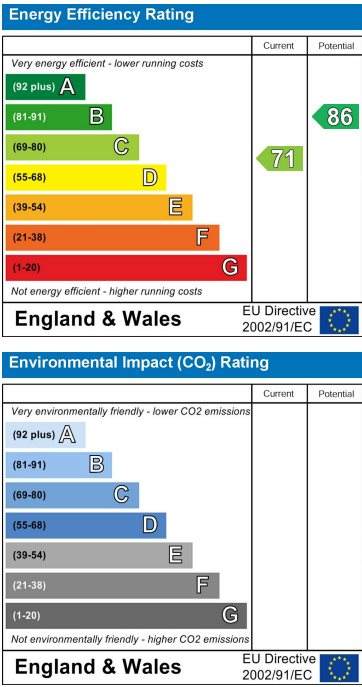 Energy Efficiency Rating
Current Potential
Very energy efficient - lower running costs
(92 plus) A
(81-91) B
86
(69-80) C
71
(55-68) D
(39-54) E
(21-38) F
(1-20) G
Not energy efficient - higher running costs
England & Wales
EU Directive
2002/91/EC
Environmental Impact (CO₂) Rating
Current Potential
Very environmentally friendly - lower CO2 emissions
(92 plus) A
(81-91) B
(69-80) C
(55-68) D
(39-54) E
(21-38) F
(1-20) G
Not environmentally friendly - higher CO2 emissions
England & Wales
EU Directive
2002/91/EC